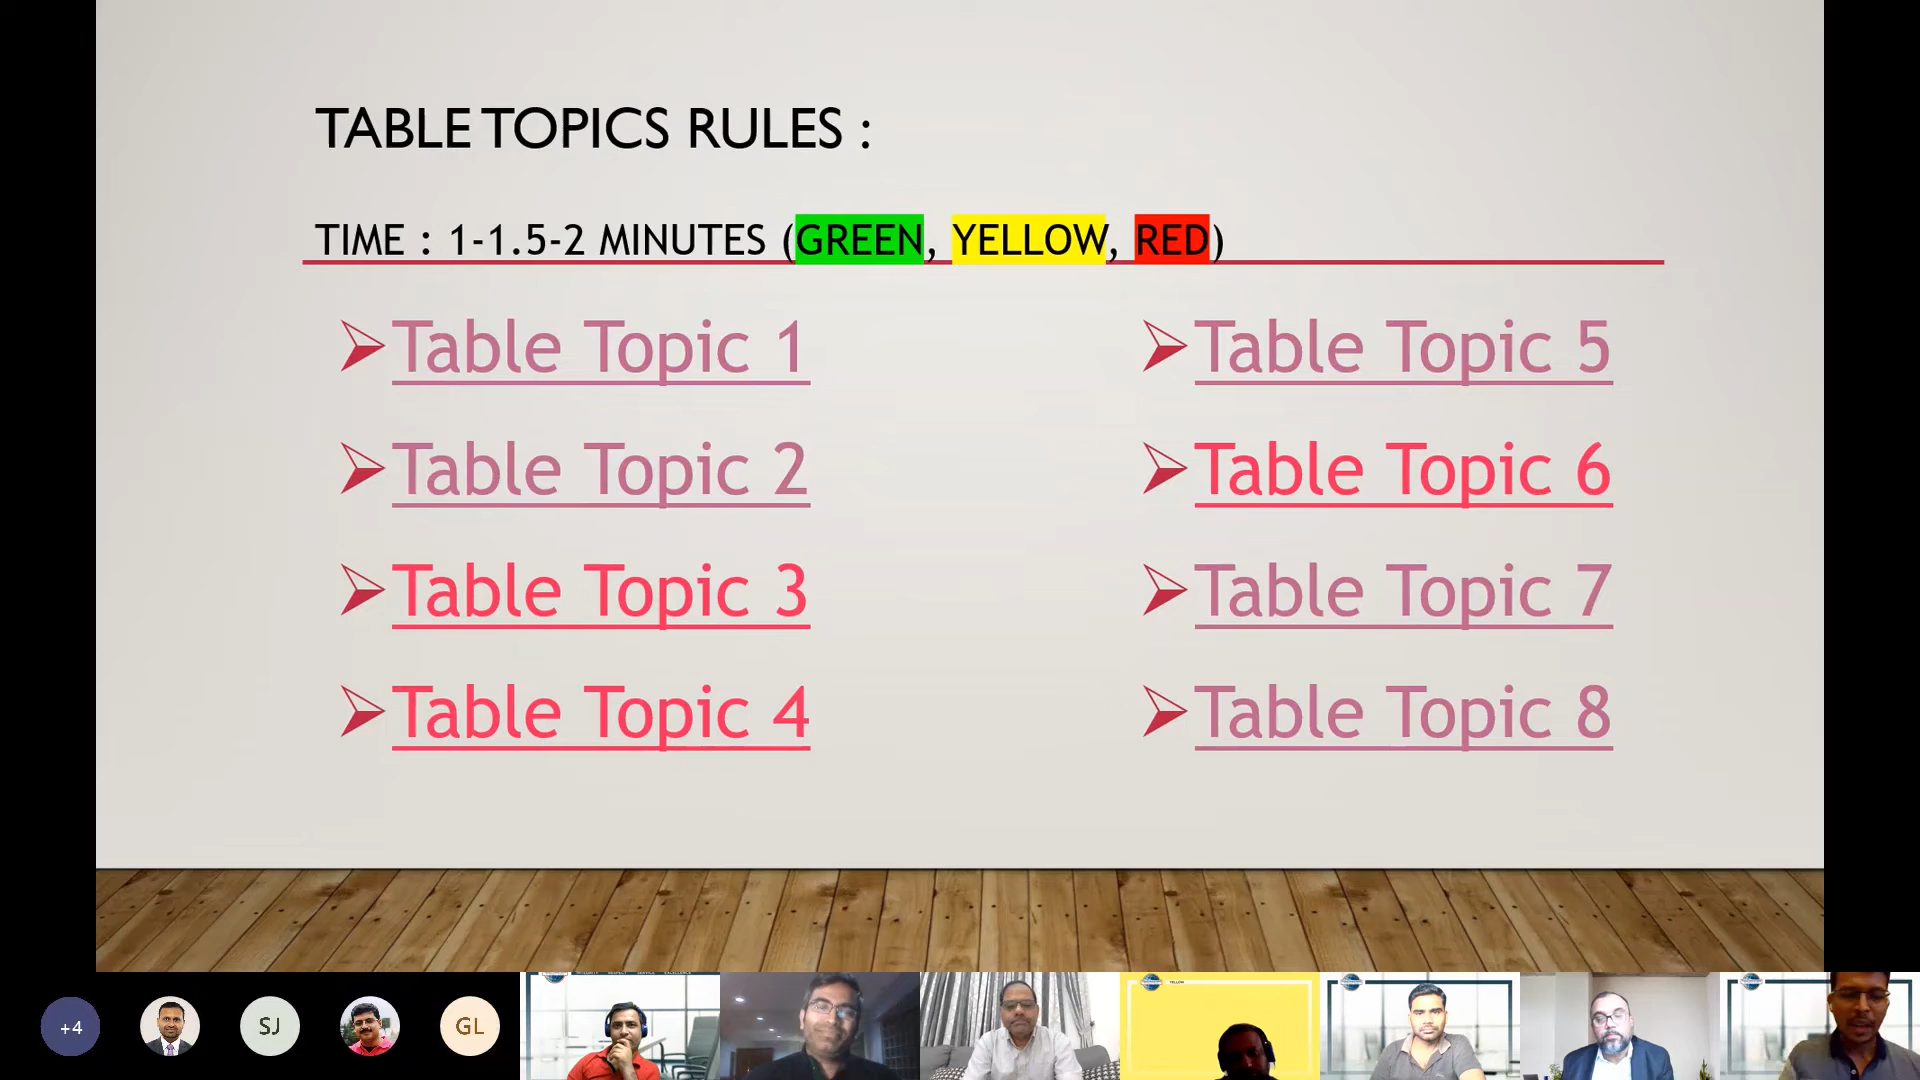 TABLE TOPICS RULES :
TIME : 1-1.5-2 MINUTES (GREEN, YELLOW, RED)
Table Topic 1
Table Topic 2
Table Topic 3
Table Topic 4
Table Topic 5
Table Topic 6
Table Topic 7
Table Topic 8
+4
SJ
GL
YELLOW